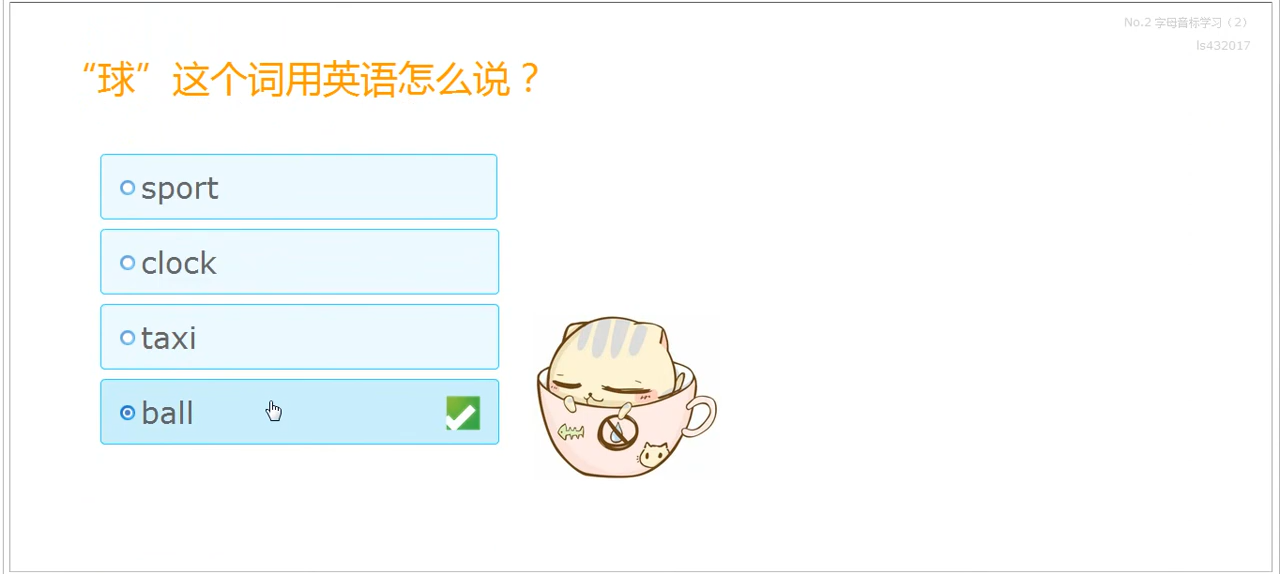 No.2 字母音标学习（2）
ls432017
“球”这个词用英语怎么说？
sport
clock
taxi
ball